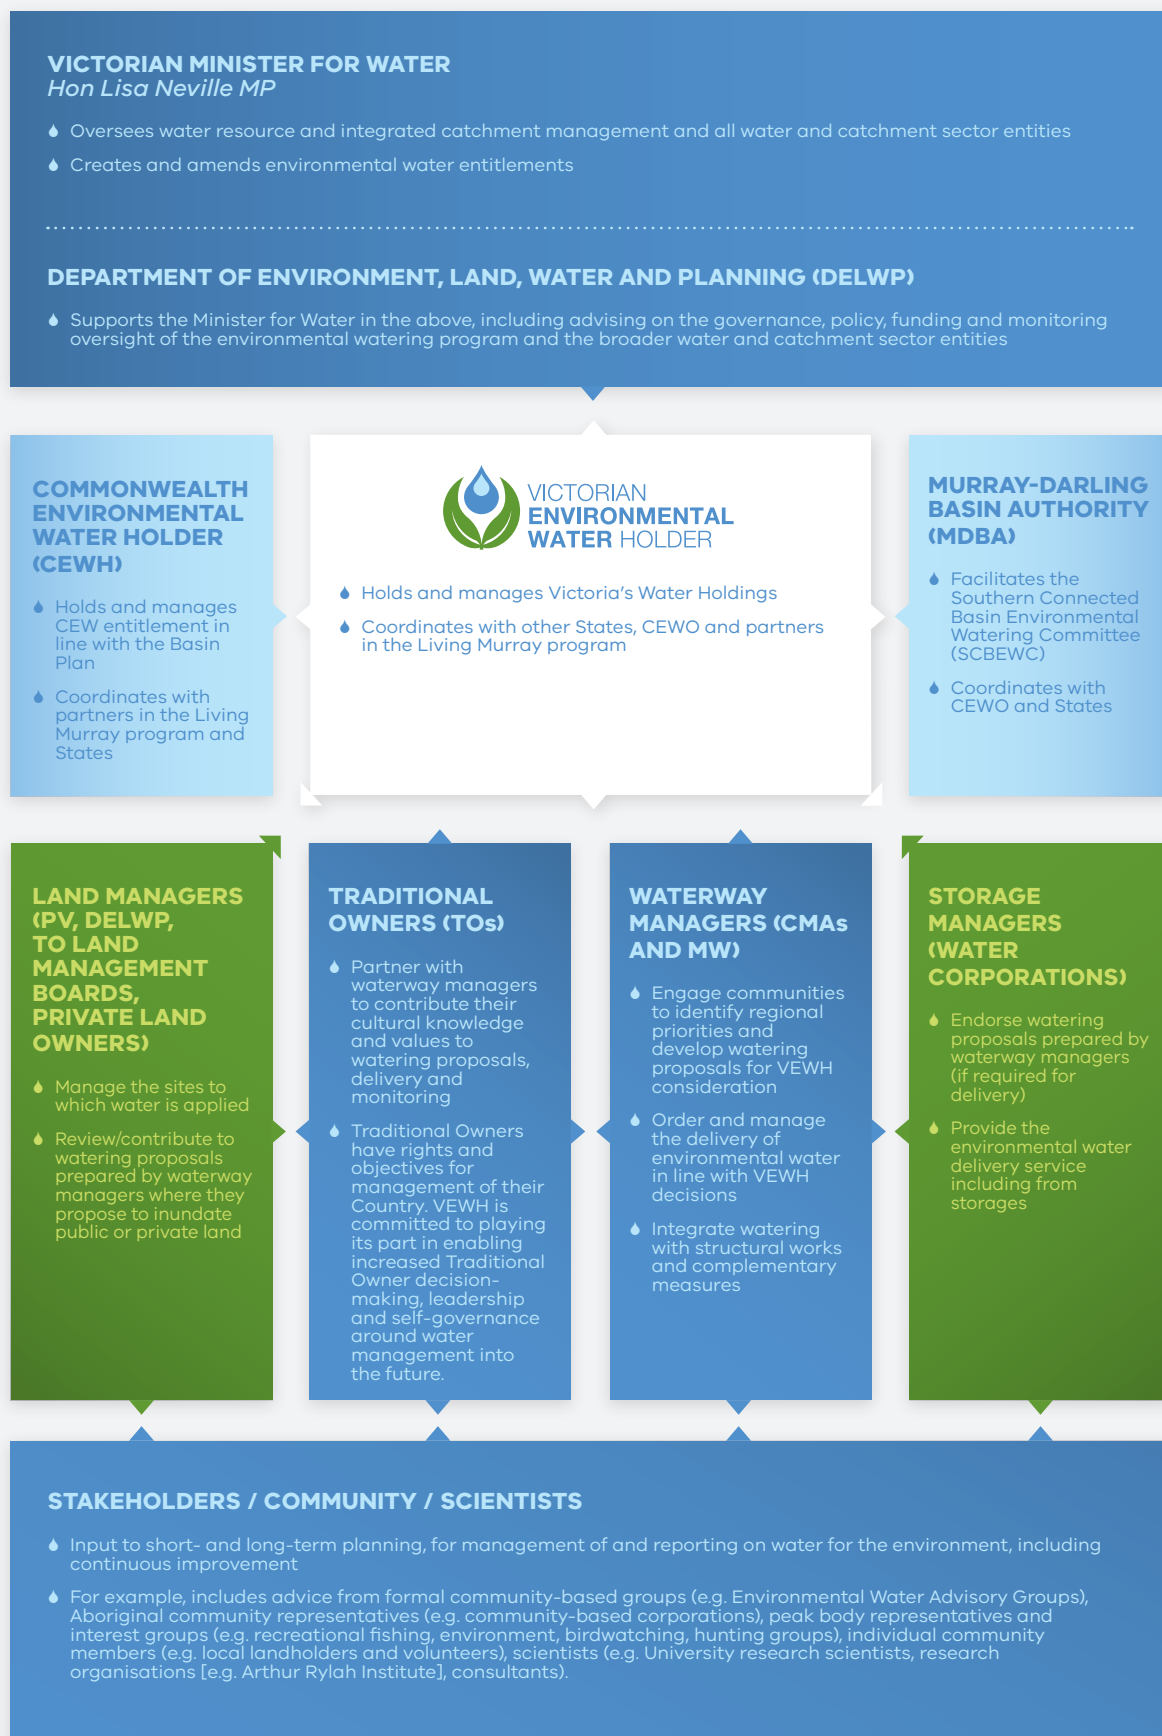 VICTORIAN MINISTER FOR WATER
Hon Lisa Neville MP
Oversees water resource and integrated catchment management and all water and catchment sector entities
Creates and amends environmental water entitlements
DEPARTMENT OF ENVIRONMENT, LAND, WATER AND PLANNING (DELWP)
Supports the Minister for Water in the above, including advising on the governance, policy, funding and monitoring
oversight of the environmental watering program and the broader water and catchment sector entities
COMMONWEALTH
ENVIRONMENTAL
WATER HOLDER
(CEWH)
Holds and manages
CEW entitlement in
line with the Basin
Plan
Coordinates with
partners in the Living
Murray program and
States
VICTORIAN
ENVIRONMENTAL
WATER HOLDER
Holds and manages Victoria's Water Holdings
Coordinates with other States, CEWO and partners
in the Living Murray program
MURRAY-DARLING
BASIN AUTHORITY
(MDBA)
Facilitates the
Southern Connected
Basin Environmental
Watering Committee
(SCBEWC)
Coordinates with
CEWO and States
LAND MANAGERS
(PV, DELWP,
TO LAND
MANAGEMENT
BOARDS,
PRIVATE LAND
OWNERS)
Manage the sites to
which water is applied
Review/contribute to
watering proposals
prepared by waterway
managers where they
propose to inundate
public or private land
TRADITIONAL
OWNERS (TOs)
Partner with
waterway managers
to contribute their
cultural knowledge
and values to
watering proposals,
delivery and
monitoring
Traditional Owners
have rights and
objectives for
management of their
Country. VEWH is
committed to playing
its part in enabling
increased Traditional
Owner decision-
making, leadership
and self-governance
around water
management into
the future.
WATERWAY
MANAGERS (CMAs
AND MW)
Engage communities
to identify regional
priorities and
develop watering
proposals for VEWH
consideration
Order and manage
the delivery of
environmental water
in line with VEWH
decisions
Integrate watering
with structural works
and complementary
measures
STORAGE
MANAGERS
(WATER
CORPORATIONS)
Endorse watering
proposals prepared by
waterway managers
(if required for
delivery)
Provide the
environmental water
delivery service
including from
storages
STAKEHOLDERS / COMMUNITY / SCIENTISTS
Input to short- and long-term planning, for management of and reporting on water for the environment, including
continuous improvement
For example, includes advice from formal community-based groups (e.g. Environmental Water Advisory Groups),
Aboriginal community representatives (e.g. community-based corporations), peak body representatives and
interest groups (e.g. recreational fishing, environment, birdwatching, hunting groups), individual community
members (e.g. local landholders and volunteers), scientists (e.g. University research scientists, research
organisations [e.g. Arthur Rylah Institute], consultants).